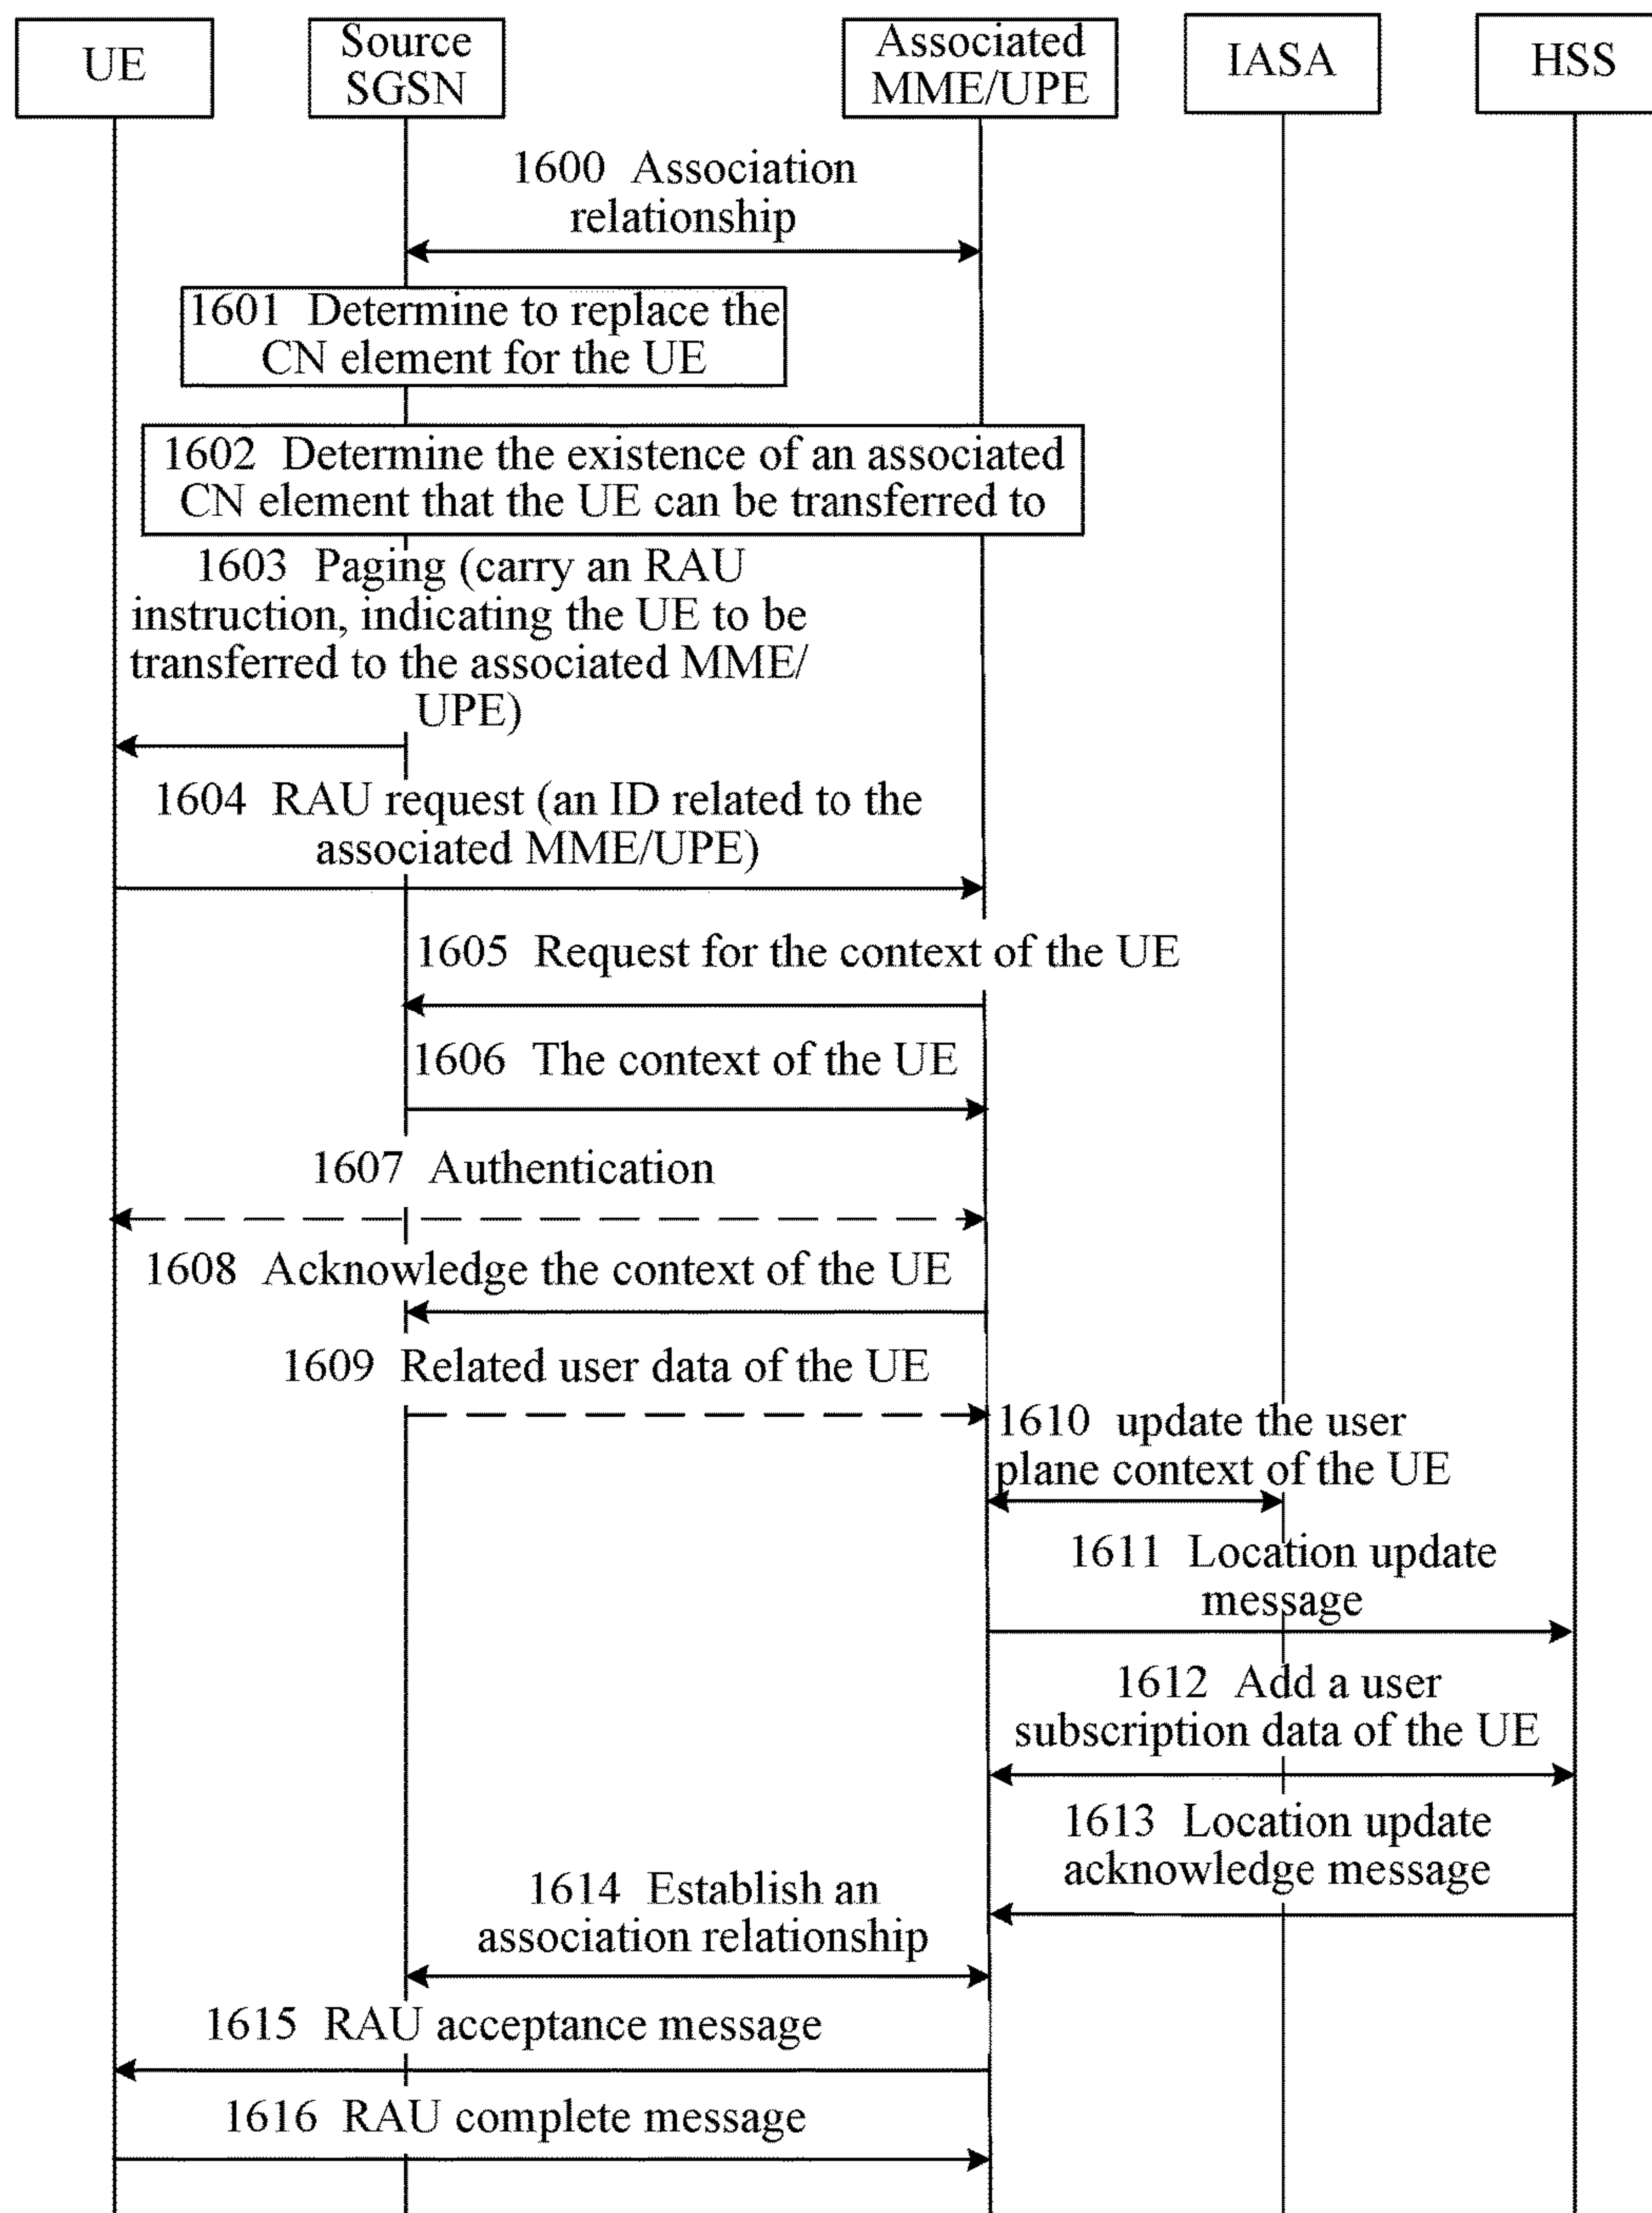 UE
Source
SGSN
Associated
MME/UPE
IASA
HSS
1600 Association
relationship
1601 Determine to replace the
CN element for the UE
1602 Determine the existence of an associated
CN element that the UE can be transferred to
1603 Paging (carry an RAU
instruction, indicating the UE to be
transferred to the associated MME/
UPE)
1604 RAU request (an ID related to the
associated MME/UPE)
1605 Request for the context of the UE
1606 The context of the UE
1607 Authentication
1608 Acknowledge the context of the UE
1609 Related user data of the UE
1610 update the user
plane context of the UE
1611 Location update
message
1612 Add a user
subscription data of the UE
1613 Location update
acknowledge message
1614 Establish an
association relationship
1615 RAU acceptance message
1616 RAU complete message